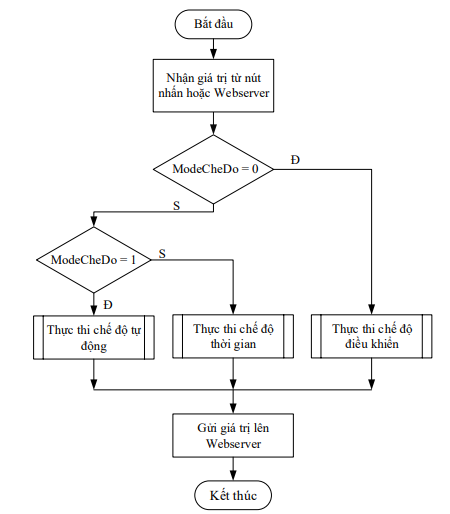 Bắt đầu
Nhận giá trị từ nút
nhấn hoặc Webserver
ModeCheDo = 0
Đ
S
ModeCheDo = 1
S
Đ
Thực thi chế độ tự
động
Thực thi chế độ
thời gian
Thực thi chế độ
điều khiển
Gửi giá trị lên
Webserver
Kết thúc